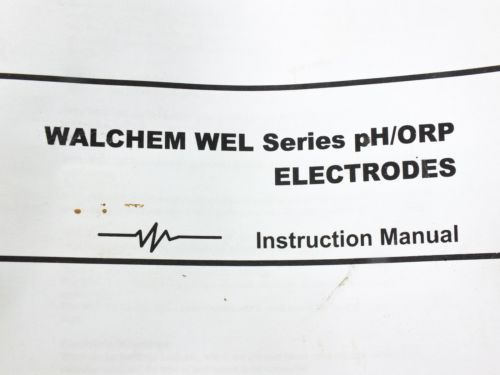 WALCHEM WEL Series pH/ORP
ELECTRODES
Instruction Manual